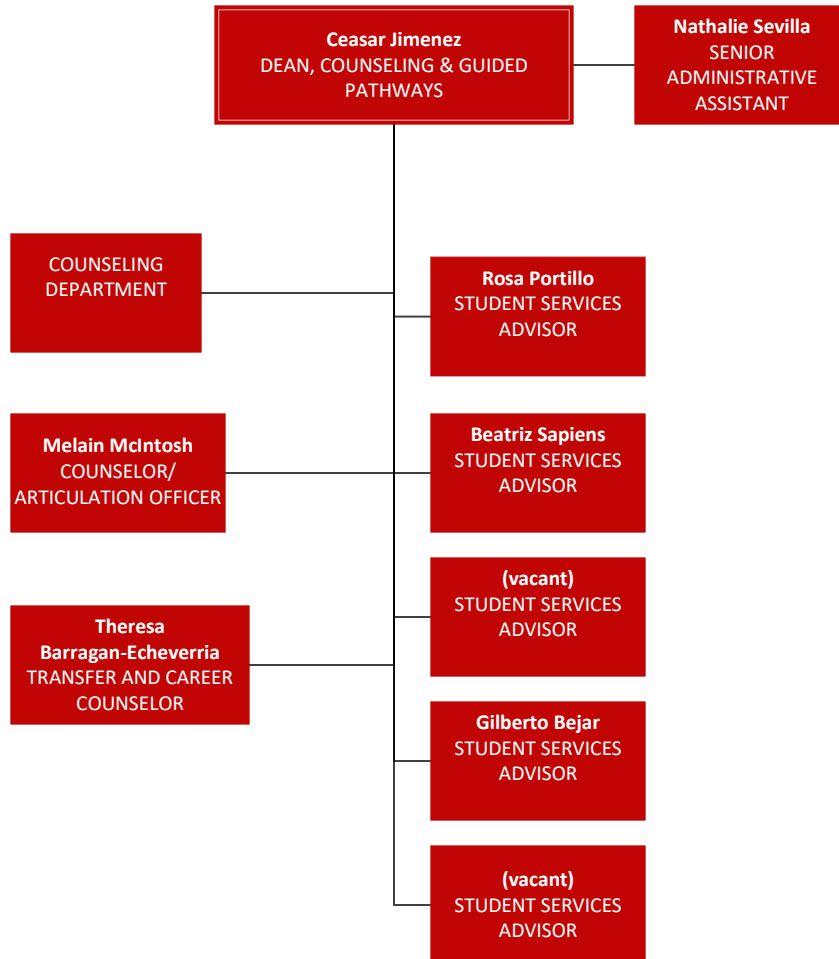 Ceasar Jimenez
DEAN, COUNSELING & GUIDED
PATHWAYS
Nathalie Sevilla
SENIOR
ADMINISTRATIVE
ASSISTANT
COUNSELING
DEPARTMENT
Rosa Portillo
STUDENT SERVICES
ADVISOR
Melain McIntosh
COUNSELOR/
ARTICULATION OFFICER
Beatriz Sapiens
STUDENT SERVICES
ADVISOR
(vacant)
STUDENT SERVICES
ADVISOR
Theresa
Barragan-Echeverria
TRANSFER AND CAREER
COUNSELOR
Gilberto Bejar
STUDENT SERVICES
ADVISOR
(vacant)
STUDENT SERVICES
ADVISOR